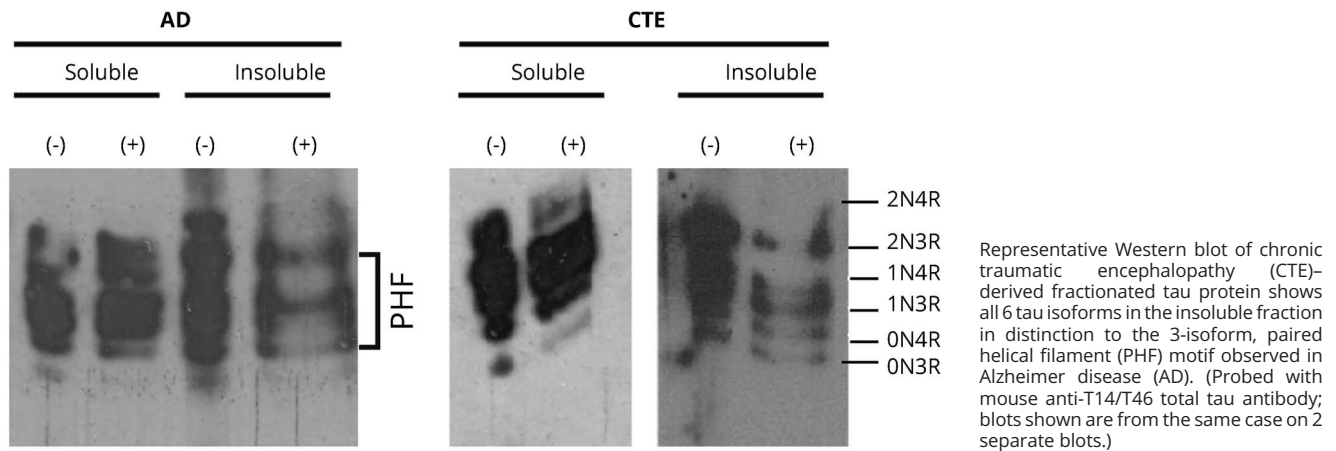 AD
CTE
Soluble
Insoluble
Soluble
Insoluble
(-)
(+)
(-)
(+)
(-)
(+)
(-)
(+)
PHF
2N4R
2N3R
1N4R
1N3R
0N4R
0N3R
Representative Western blot of chronic
traumatic encephalopathy (CTE)–
derived fractionated tau protein shows
all 6 tau isoforms in the insoluble fraction
in distinction to the 3-isoform, paired
helical filament (PHF) motif observed in
Alzheimer disease (AD). (Probed with
mouse anti-T14/T46 total tau antibody;
blots shown are from the same case on 2
separate blots.)